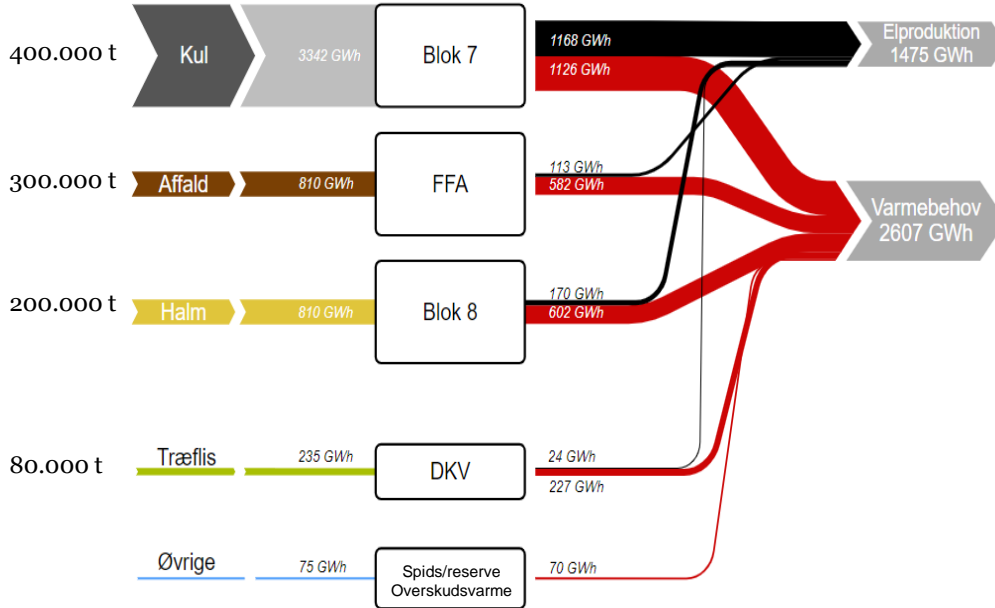 400.000 t
Kul
3342 GWh
Blok 7
1168 GWh
1126 GWh
Elproduktion
1475 GWh
300.000 t
Affald
810 GWh
FFA
113 GWh
582 GWh
Varmebehov
2607 GWh
200.000 t
Halm
810 GWh
Blok 8
170 GWh
602 GWh
80.000 t
Træflis
235 GWh
DKV
24 GWh
227 GWh
Øvrige
75 GWh
Spids/reserve
Overskudsvarme
70 GWh